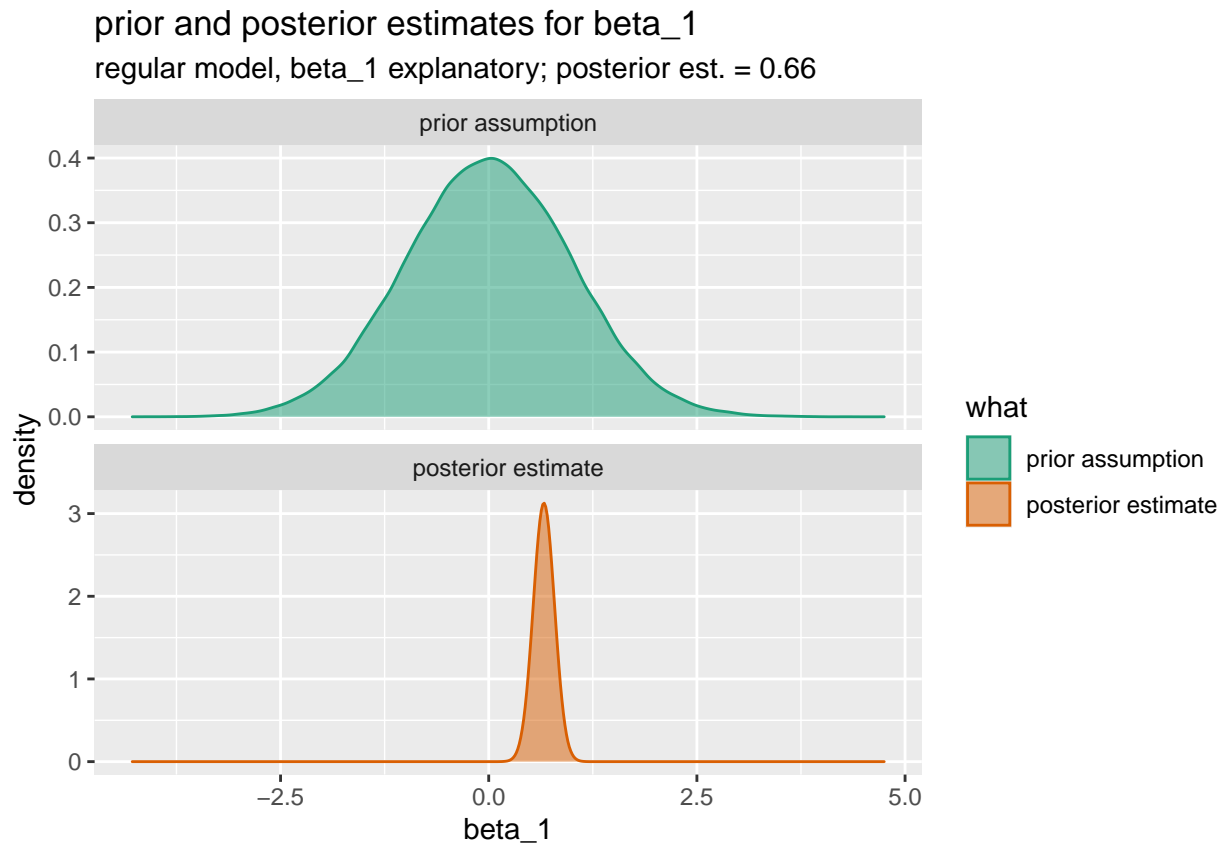 prior and posterior estimates for beta_1
regular model, beta_1 explanatory; posterior est. = 0.66
prior assumption
0.4
0.3
0.2
0.1
0.0
density
posterior estimate
3
2
1
0
−2.5 0.0 2.5 5.0
beta_1
what
prior assumption
posterior estimate